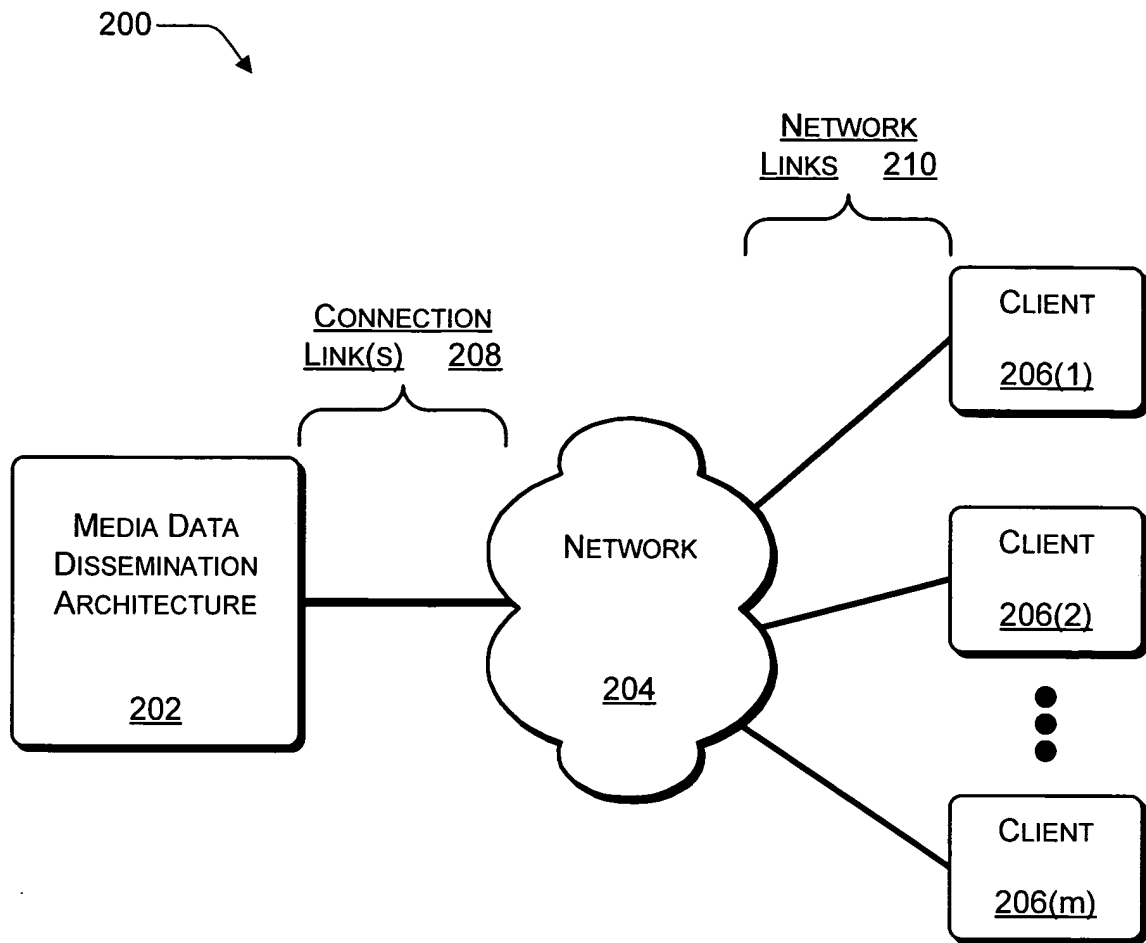 200
NETWORK
LINKS 210
CLIENT
206(1)
CONNECTION
LINK(S) 208
MEDIA DATA
DISSEMINATION
ARCHITECTURE
202
NETWORK
204
CLIENT
206(2)
CLIENT
206(m)